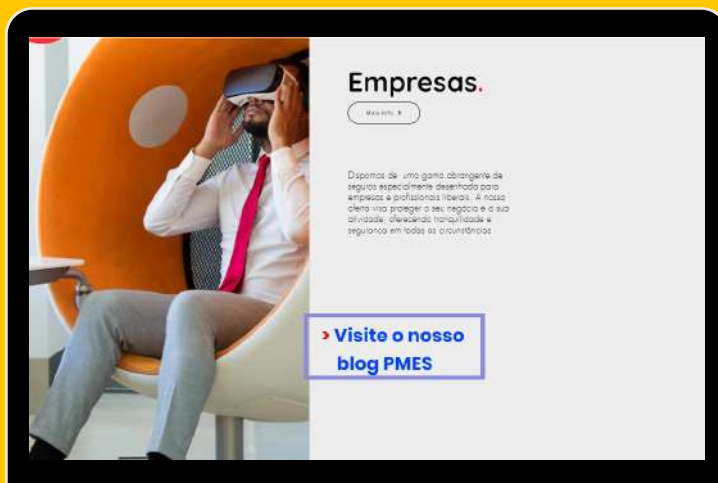 Empresas.
Mais info
Dispomos de uma gama abrangente de
seguros especialmente desenhada para
empresas e profissionais liberais. A nossa
oferta visa proteger o seu negócio e a sua
atividade, oferecendo tranquilidade e
segurança em todas as circunstâncias
› Visite o nosso
blog PMES